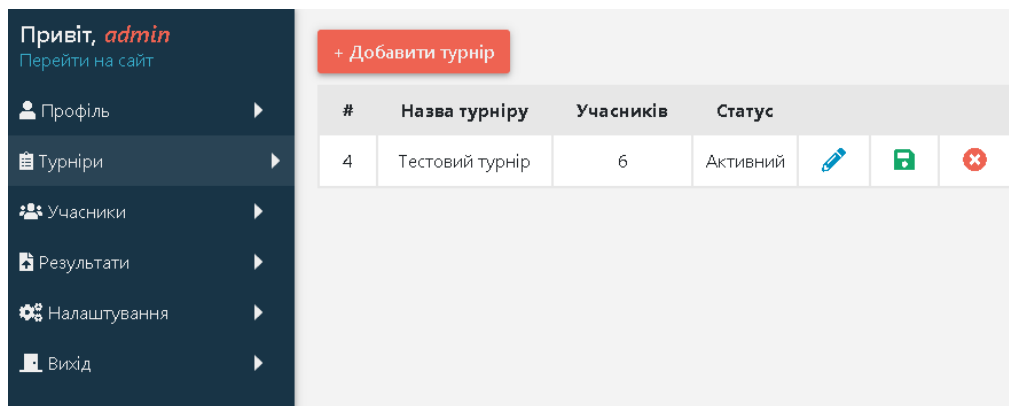 Привіт, admin
Перейти на сайт
Профіль
Турніри
Учасники
Результати
Налаштування
Вихід
+ Добавити турнір
# Назва турніру Учасників Статус
4 Тестовий турнір 6 Активний